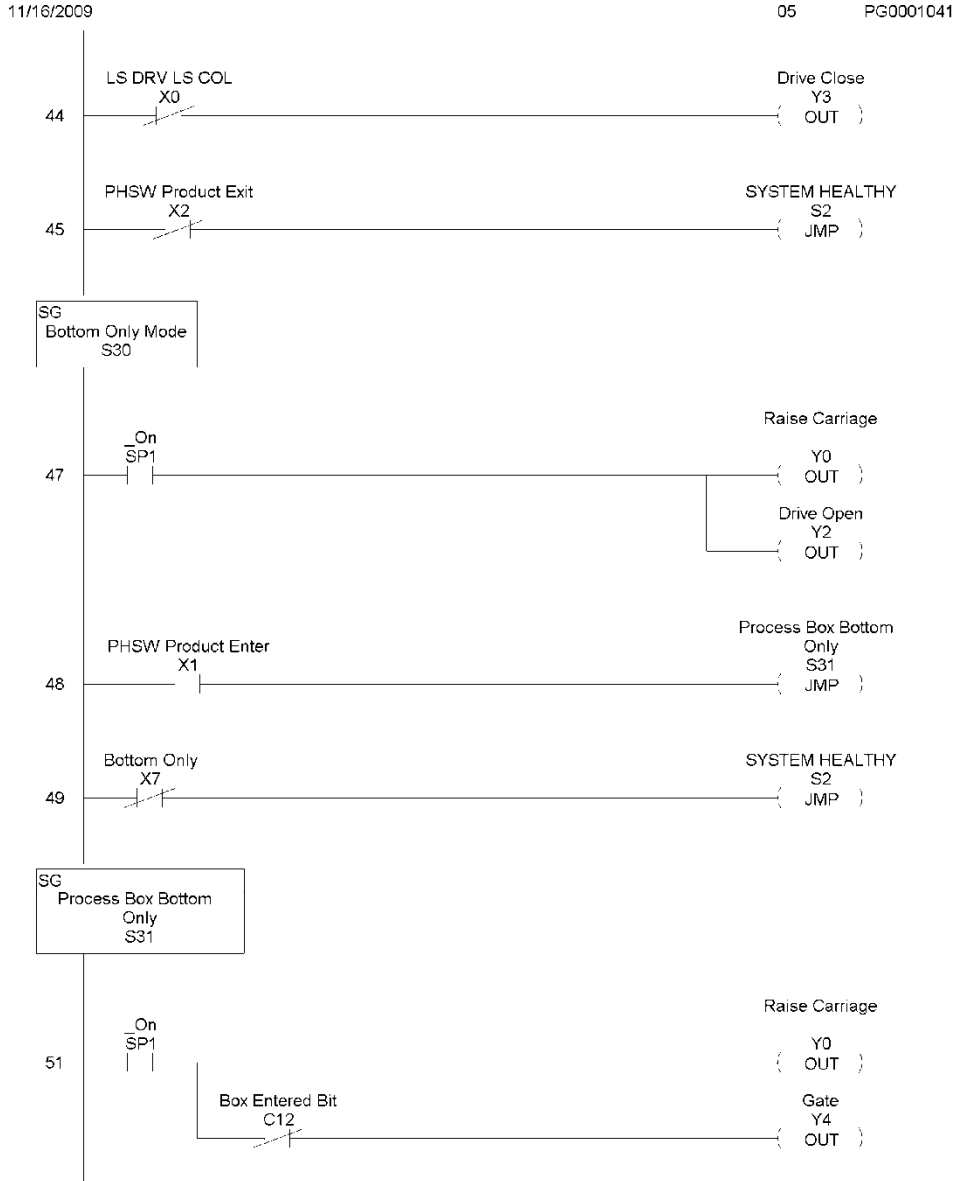 11/16/2009 05 PG0001041
LS DRV LS COL Drive Close
X0 Y3
44 OUT
PHSW Product Exit SYSTEM HEALTHY
X2 S2
45 JMP
SG
Bottom Only Mode
S30
Raise Carriage
_On
SP1 Y0
47 OUT
Drive Open
Y2
OUT
Process Box Bottom
PHSW Product Enter Only
X1 S31
48 JMP
Bottom Only SYSTEM HEALTHY
X7 S2
49 JMP
SG
Process Box Bottom
Only
S31
Raise Carriage
_On
SP1 Y0
51 OUT
Box Entered Bit Gate
C12 Y4
OUT